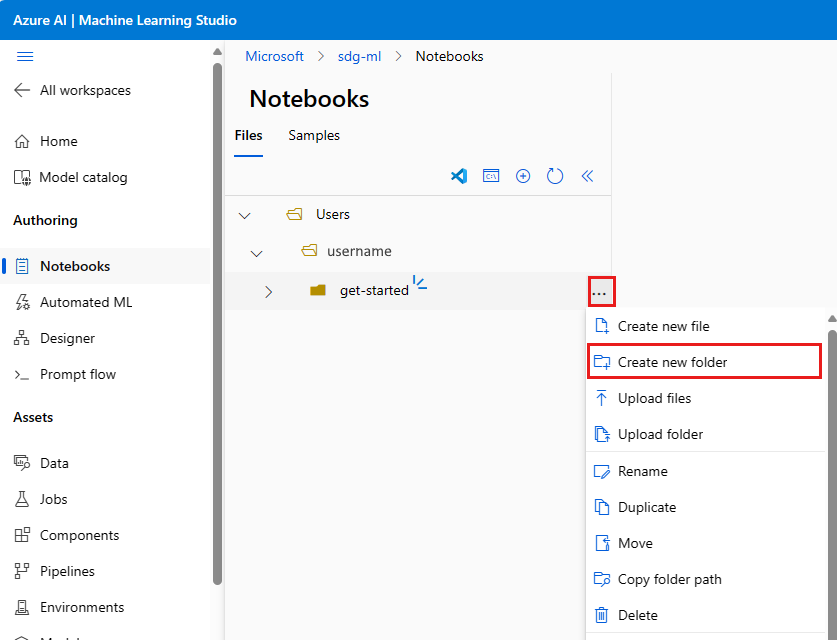 Azure AI | Machine Learning Studio
All workspaces
Home
Model catalog
Authoring
Notebooks
Automated ML
Designer
Prompt flow
Assets
Data
Jobs
Components
Pipelines
Environments
Microsoft > sdg-ml > Notebooks
Notebooks
Files Samples
Users
username
get-started
...
Create new file
Create new folder
Upload files
Upload folder
Rename
Duplicate
Move
Copy folder path
Delete